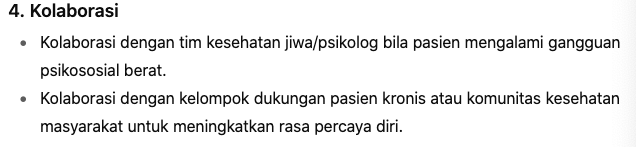 4. Kolaborasi
• Kolaborasi dengan tim kesehatan jiwa/psikolog bila pasien mengalami gangguan
psikososial berat.
• Kolaborasi dengan kelompok dukungan pasien kronis atau komunitas kesehatan
masyarakat untuk meningkatkan rasa percaya diri.